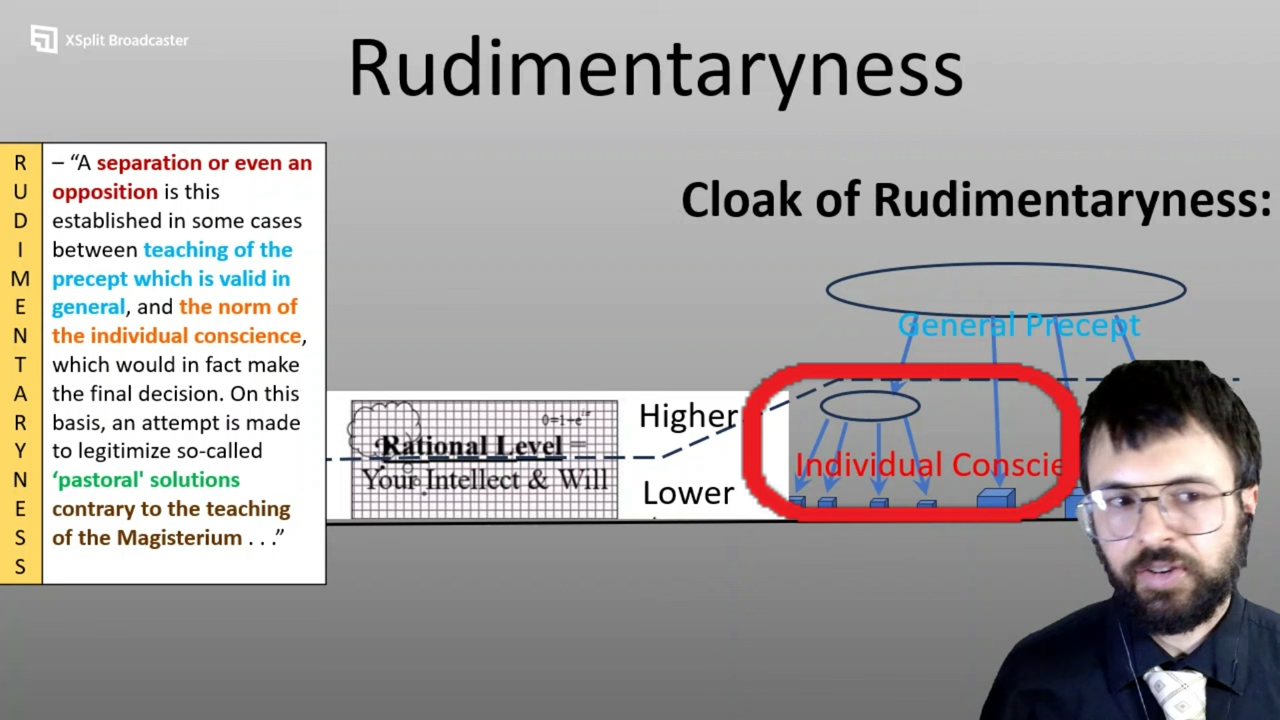 XSplit Broadcaster
Rudimentaryness
R
U
D
I
M
E
N
T
A
R
Y
N
E
S
S
– “A separation or even an
opposition is this
established in some cases
between teaching of the
precept which is valid in
general, and the norm of
the individual conscience,
which would in fact make
the final decision. On this
basis, an attempt is made
to legitimize so-called
‘pastoral' solutions
contrary to the teaching
of the Magisterium . . .”
Cloak of Rudimentaryness:
General Precept
Rational Level =
Your Intellect & Will
Higher
Lower
Individual